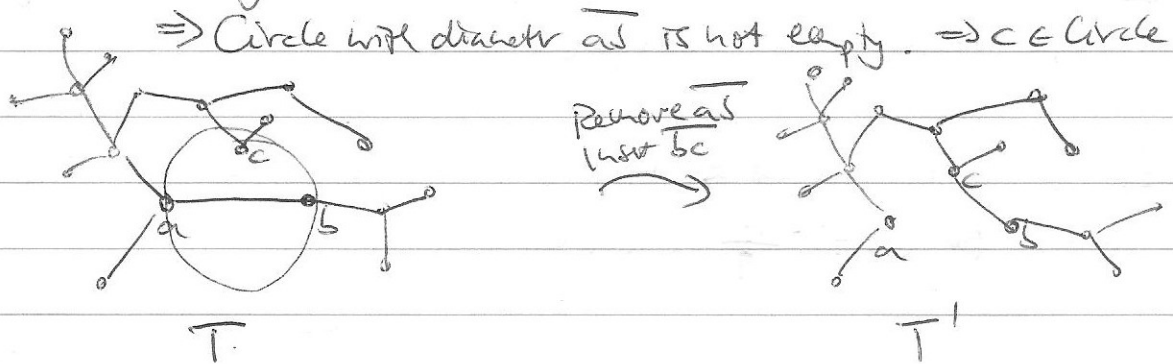 ⇒ Circle with diameter ab is not empty. ⇒ c ∈ Circle
Remove ab
insert bc
c
a
b
c
a
b
T
T'